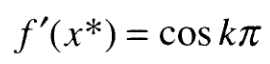 f′(x*) = cos kπ